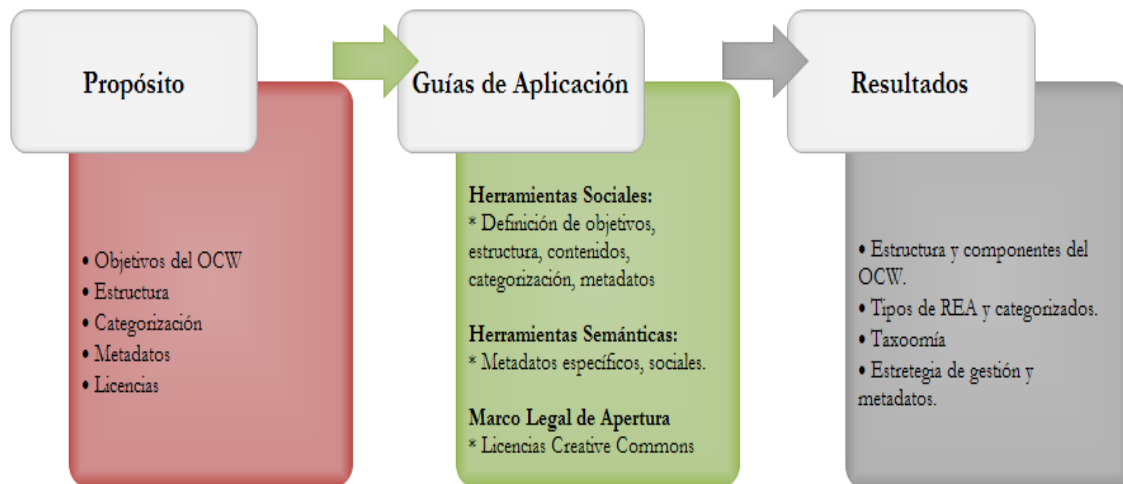 Propósito
• Objetivos del OCW
• Estructura
• Categorización
• Metadatos
• Licencias
Guías de Aplicación
Herramientas Sociales:
* Definición de objetivos,
estructura, contenidos,
categorización, metadatos
Herramientas Semánticas:
* Metadatos específicos, sociales.
Marco Legal de Apertura
* Licencias Creative Commons
Resultados
• Estructura y componentes del
OCW.
• Tipos de REA y categorizados.
• Taxoomía
• Estretegia de gestión y
metadatos.